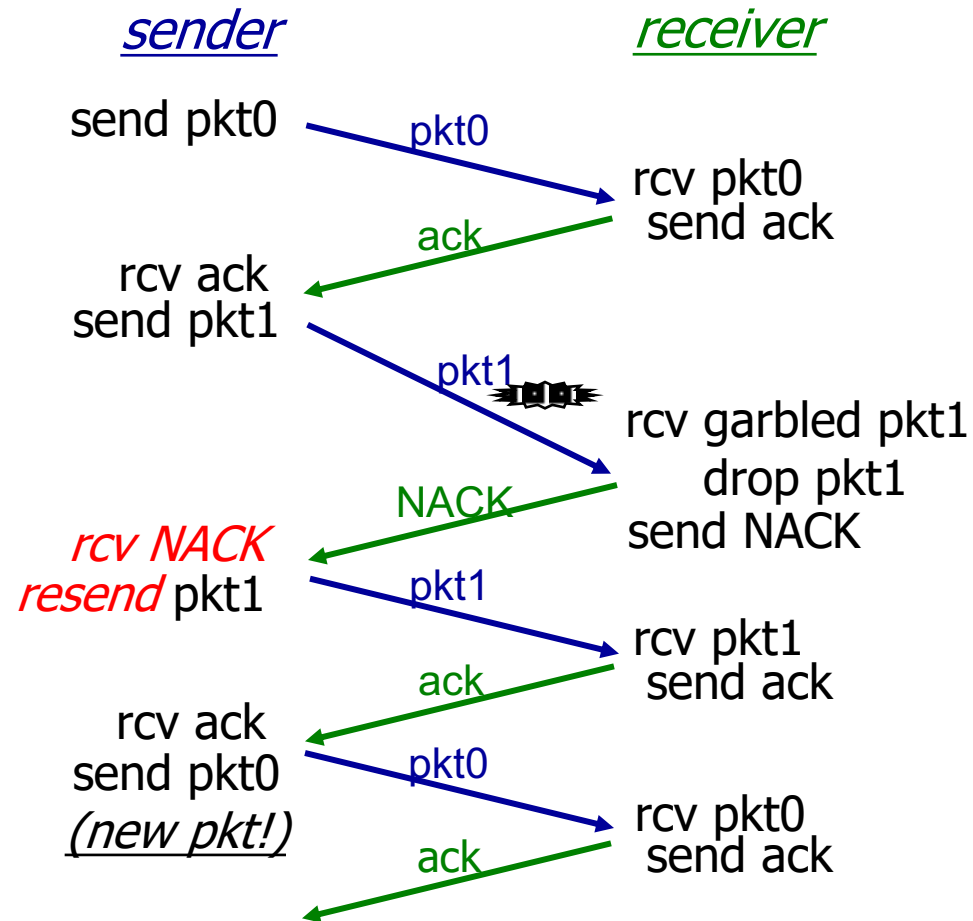 sender
receiver
send pkt0
pkt0
rcv pkt0
send ack
ack
rcv ack
send pkt1
pkt1
rcv garbled pkt1
drop pkt1
send NACK
NACK
rcv NACK
resend pkt1
pkt1
rcv pkt1
send ack
ack
rcv ack
send pkt0
(new pkt!)
pkt0
rcv pkt0
send ack
ack